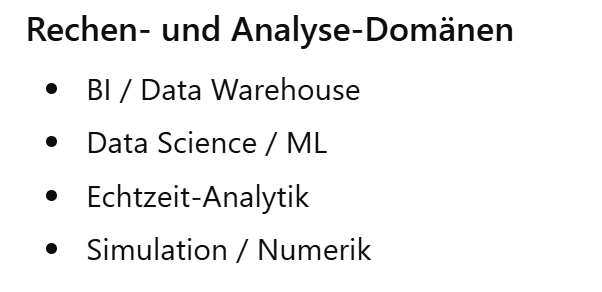 Rechen- und Analyse-Domänen
• BI / Data Warehouse
• Data Science / ML
• Echtzeit-Analytik
• Simulation / Numerik